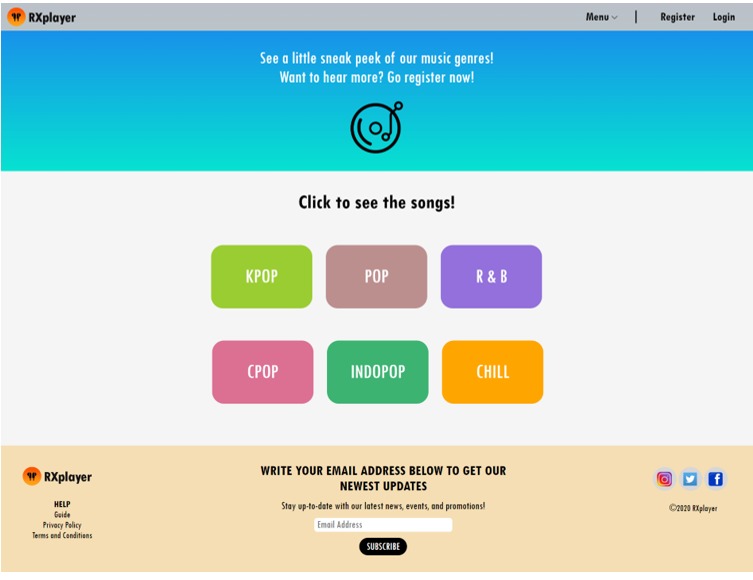 RXplayer
Menu
Register
Login
See a little sneak peek of our music genres!
Want to hear more? Go register now!
Click to see the songs!
KPOP
POP
R & B
CPOP
INDOPOP
CHILL
RXplayer
HELP
Guide
Privacy Policy
Terms and Conditions
WRITE YOUR EMAIL ADDRESS BELOW TO GET OUR
NEWEST UPDATES
Stay up-to-date with our latest news, events, and promotions!
Email Address
SUBSCRIBE
©2020 RXplayer